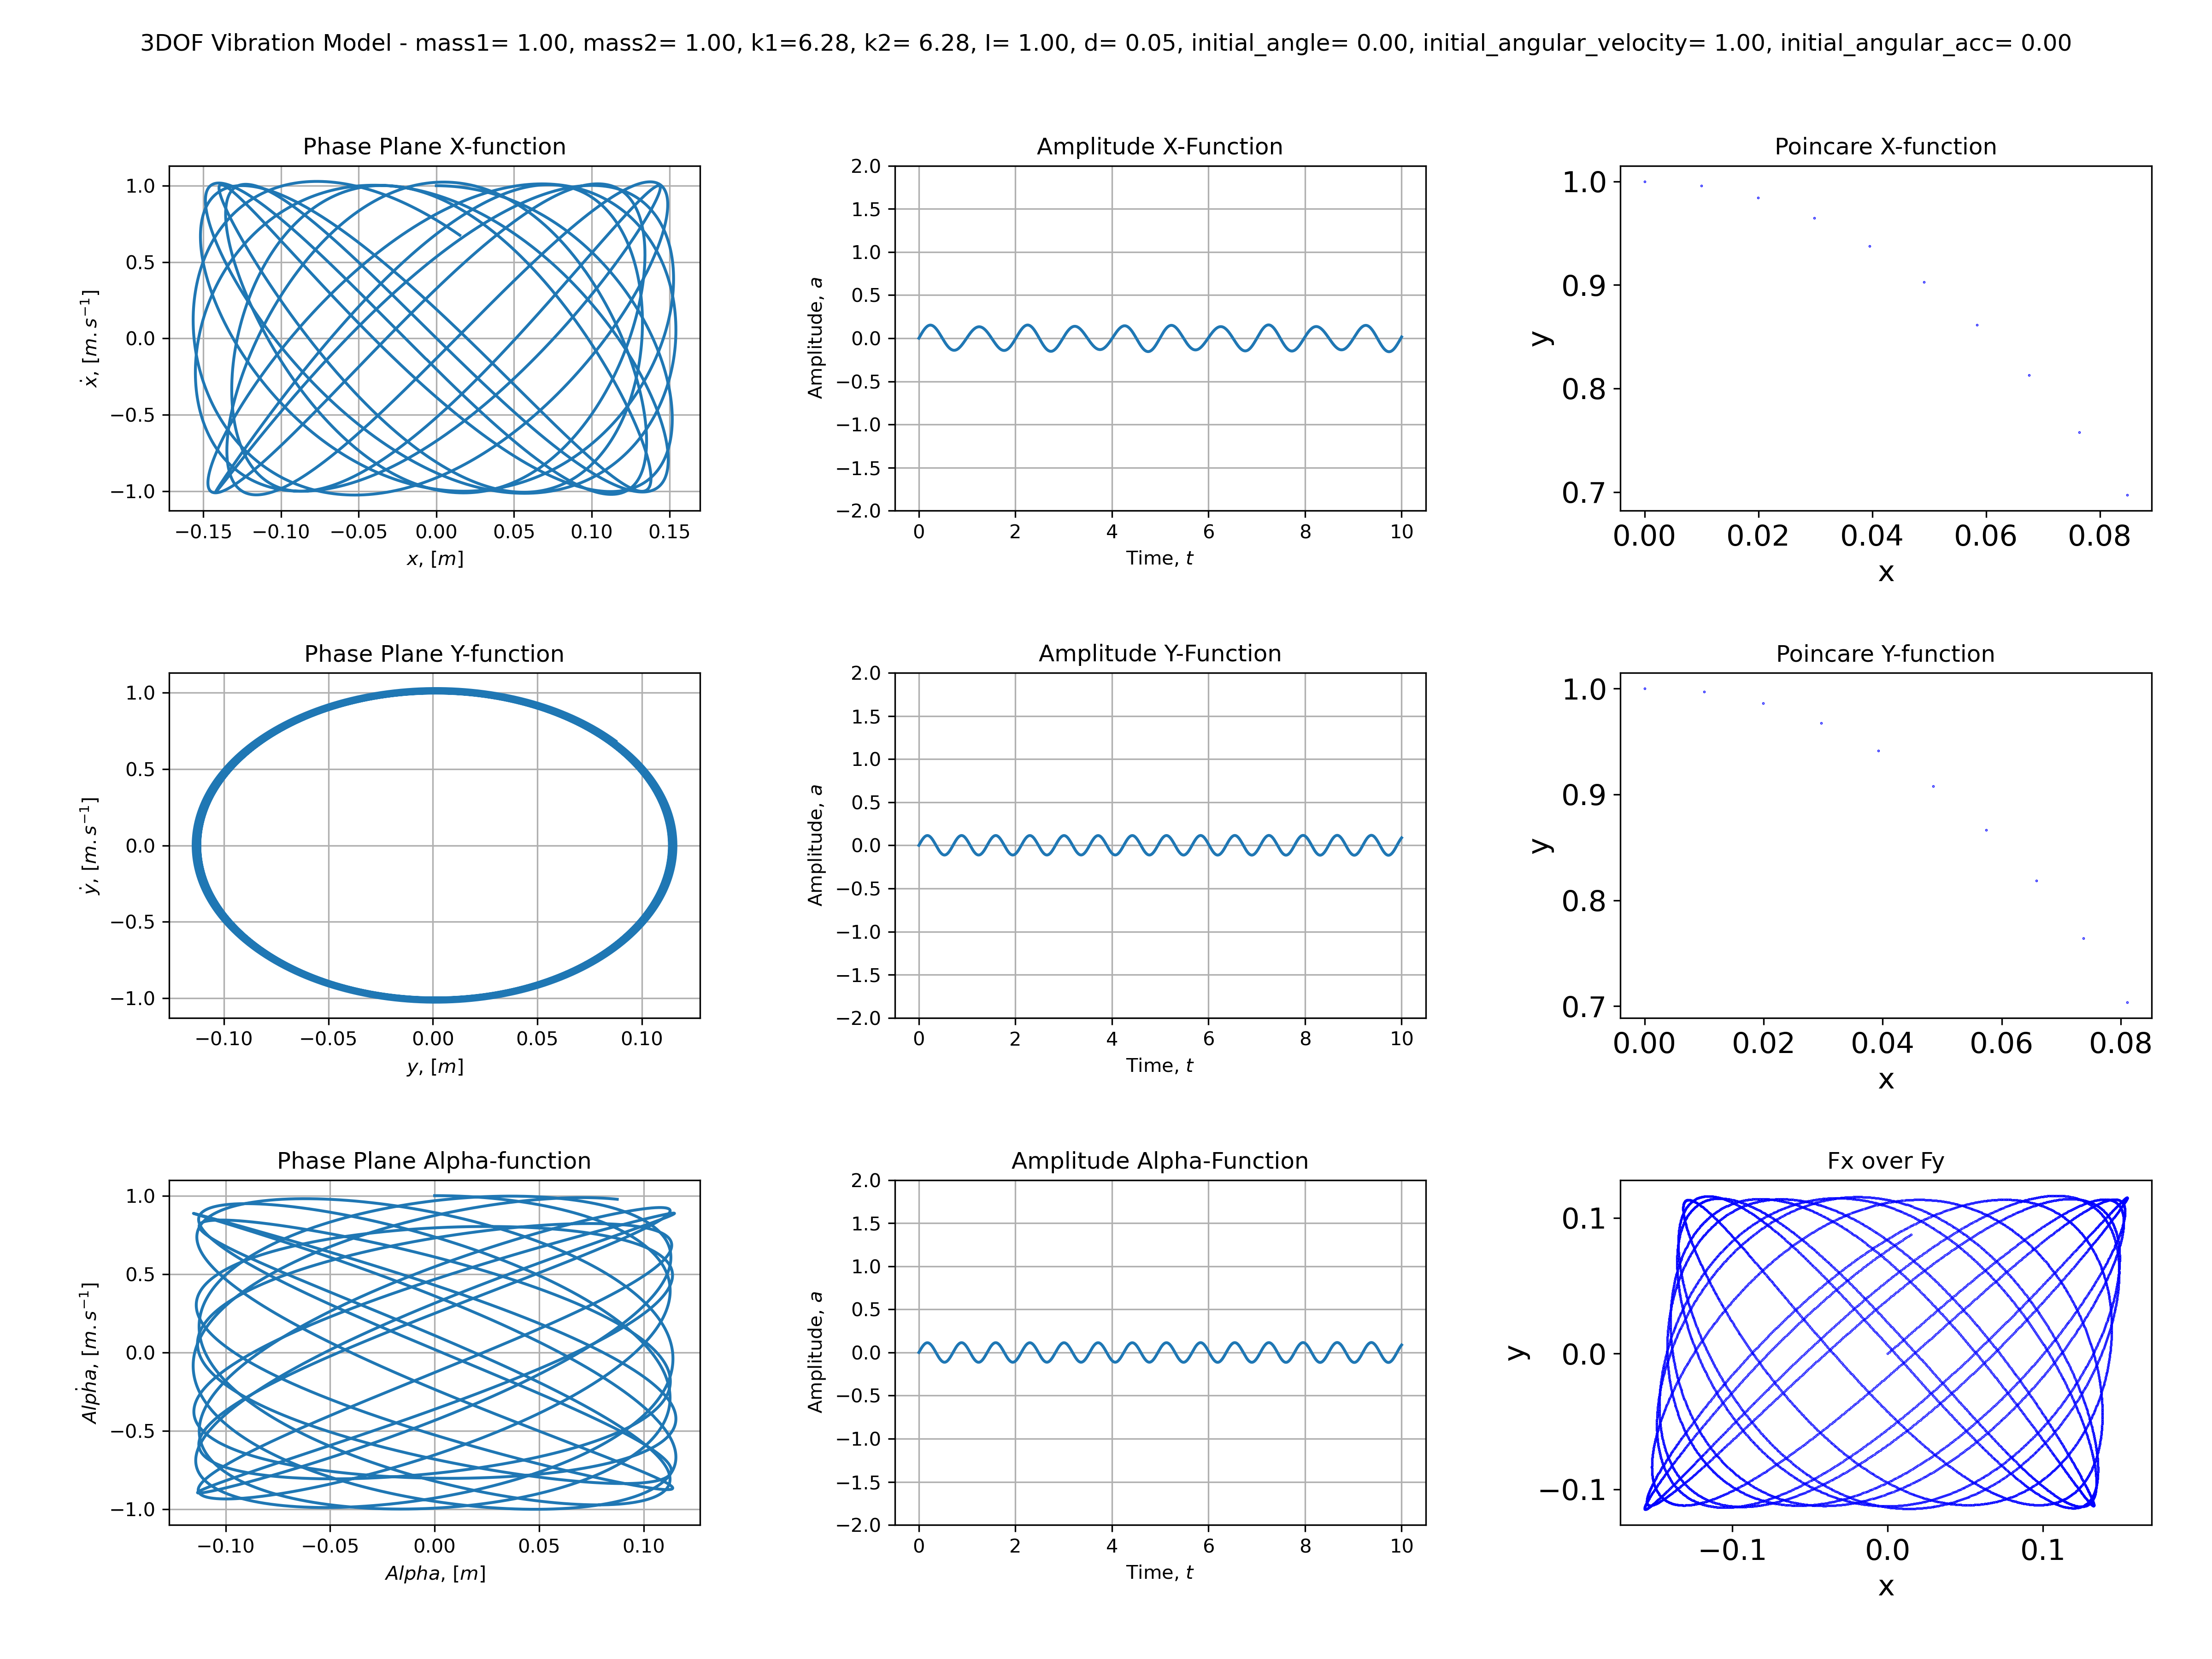 3DOF Vibration Model - mass1= 1.00, mass2= 1.00, k1=6.28, k2= 6.28, I= 1.00, d= 0.05, initial_angle= 0.00, initial_angular_velocity= 1.00, initial_angular_acc= 0.00
Phase Plane X-function
1.0
0.5
0.0
−0.5
−1.0
ẋ, [m.s⁻¹]
−0.15 −0.10 −0.05 0.00 0.05 0.10 0.15
x, [m]
Amplitude X-Function
2.0
1.5
1.0
0.5
0.0
−0.5
−1.0
−1.5
−2.0
Amplitude, a
0 2 4 6 8 10
Time, t
Poincare X-function
1.0
0.9
0.8
0.7
y
0.00 0.02 0.04 0.06 0.08
x
Phase Plane Y-function
1.0
0.5
0.0
−0.5
−1.0
ẏ, [m.s⁻¹]
−0.10 −0.05 0.00 0.05 0.10
y, [m]
Amplitude Y-Function
2.0
1.5
1.0
0.5
0.0
−0.5
−1.0
−1.5
−2.0
Amplitude, a
0 2 4 6 8 10
Time, t
Poincare Y-function
1.0
0.9
0.8
0.7
y
0.00 0.02 0.04 0.06 0.08
x
Phase Plane Alpha-function
1.0
0.5
0.0
−0.5
−1.0
Alṗha, [m.s⁻¹]
−0.10 −0.05 0.00 0.05 0.10
Alpha, [m]
Amplitude Alpha-Function
2.0
1.5
1.0
0.5
0.0
−0.5
−1.0
−1.5
−2.0
Amplitude, a
0 2 4 6 8 10
Time, t
Fx over Fy
0.1
0.0
−0.1
y
−0.1 0.0 0.1
x